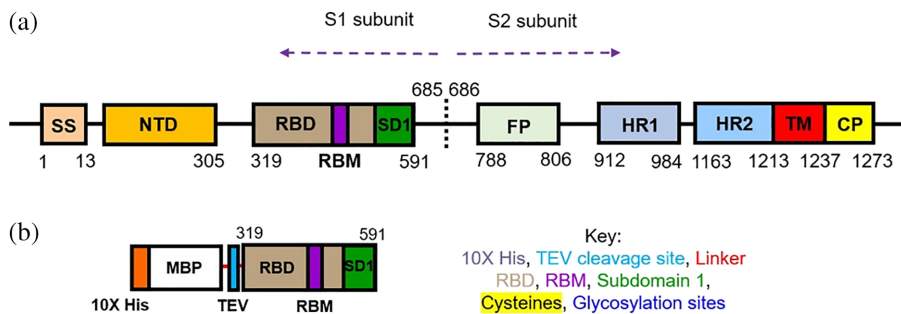 (a)
S1 subunit S2 subunit
685 686
SS NTD RBD SD1 FP HR1 HR2 TM CP
1 13 305 319 RBM 591 788 806 912 984 1163 1213 1237 1273
(b)
319 591
MBP RBD SD1
10X His TEV RBM
Key:
10X His, TEV cleavage site, Linker
RBD, RBM, Subdomain 1,
Cysteines, Glycosylation sites